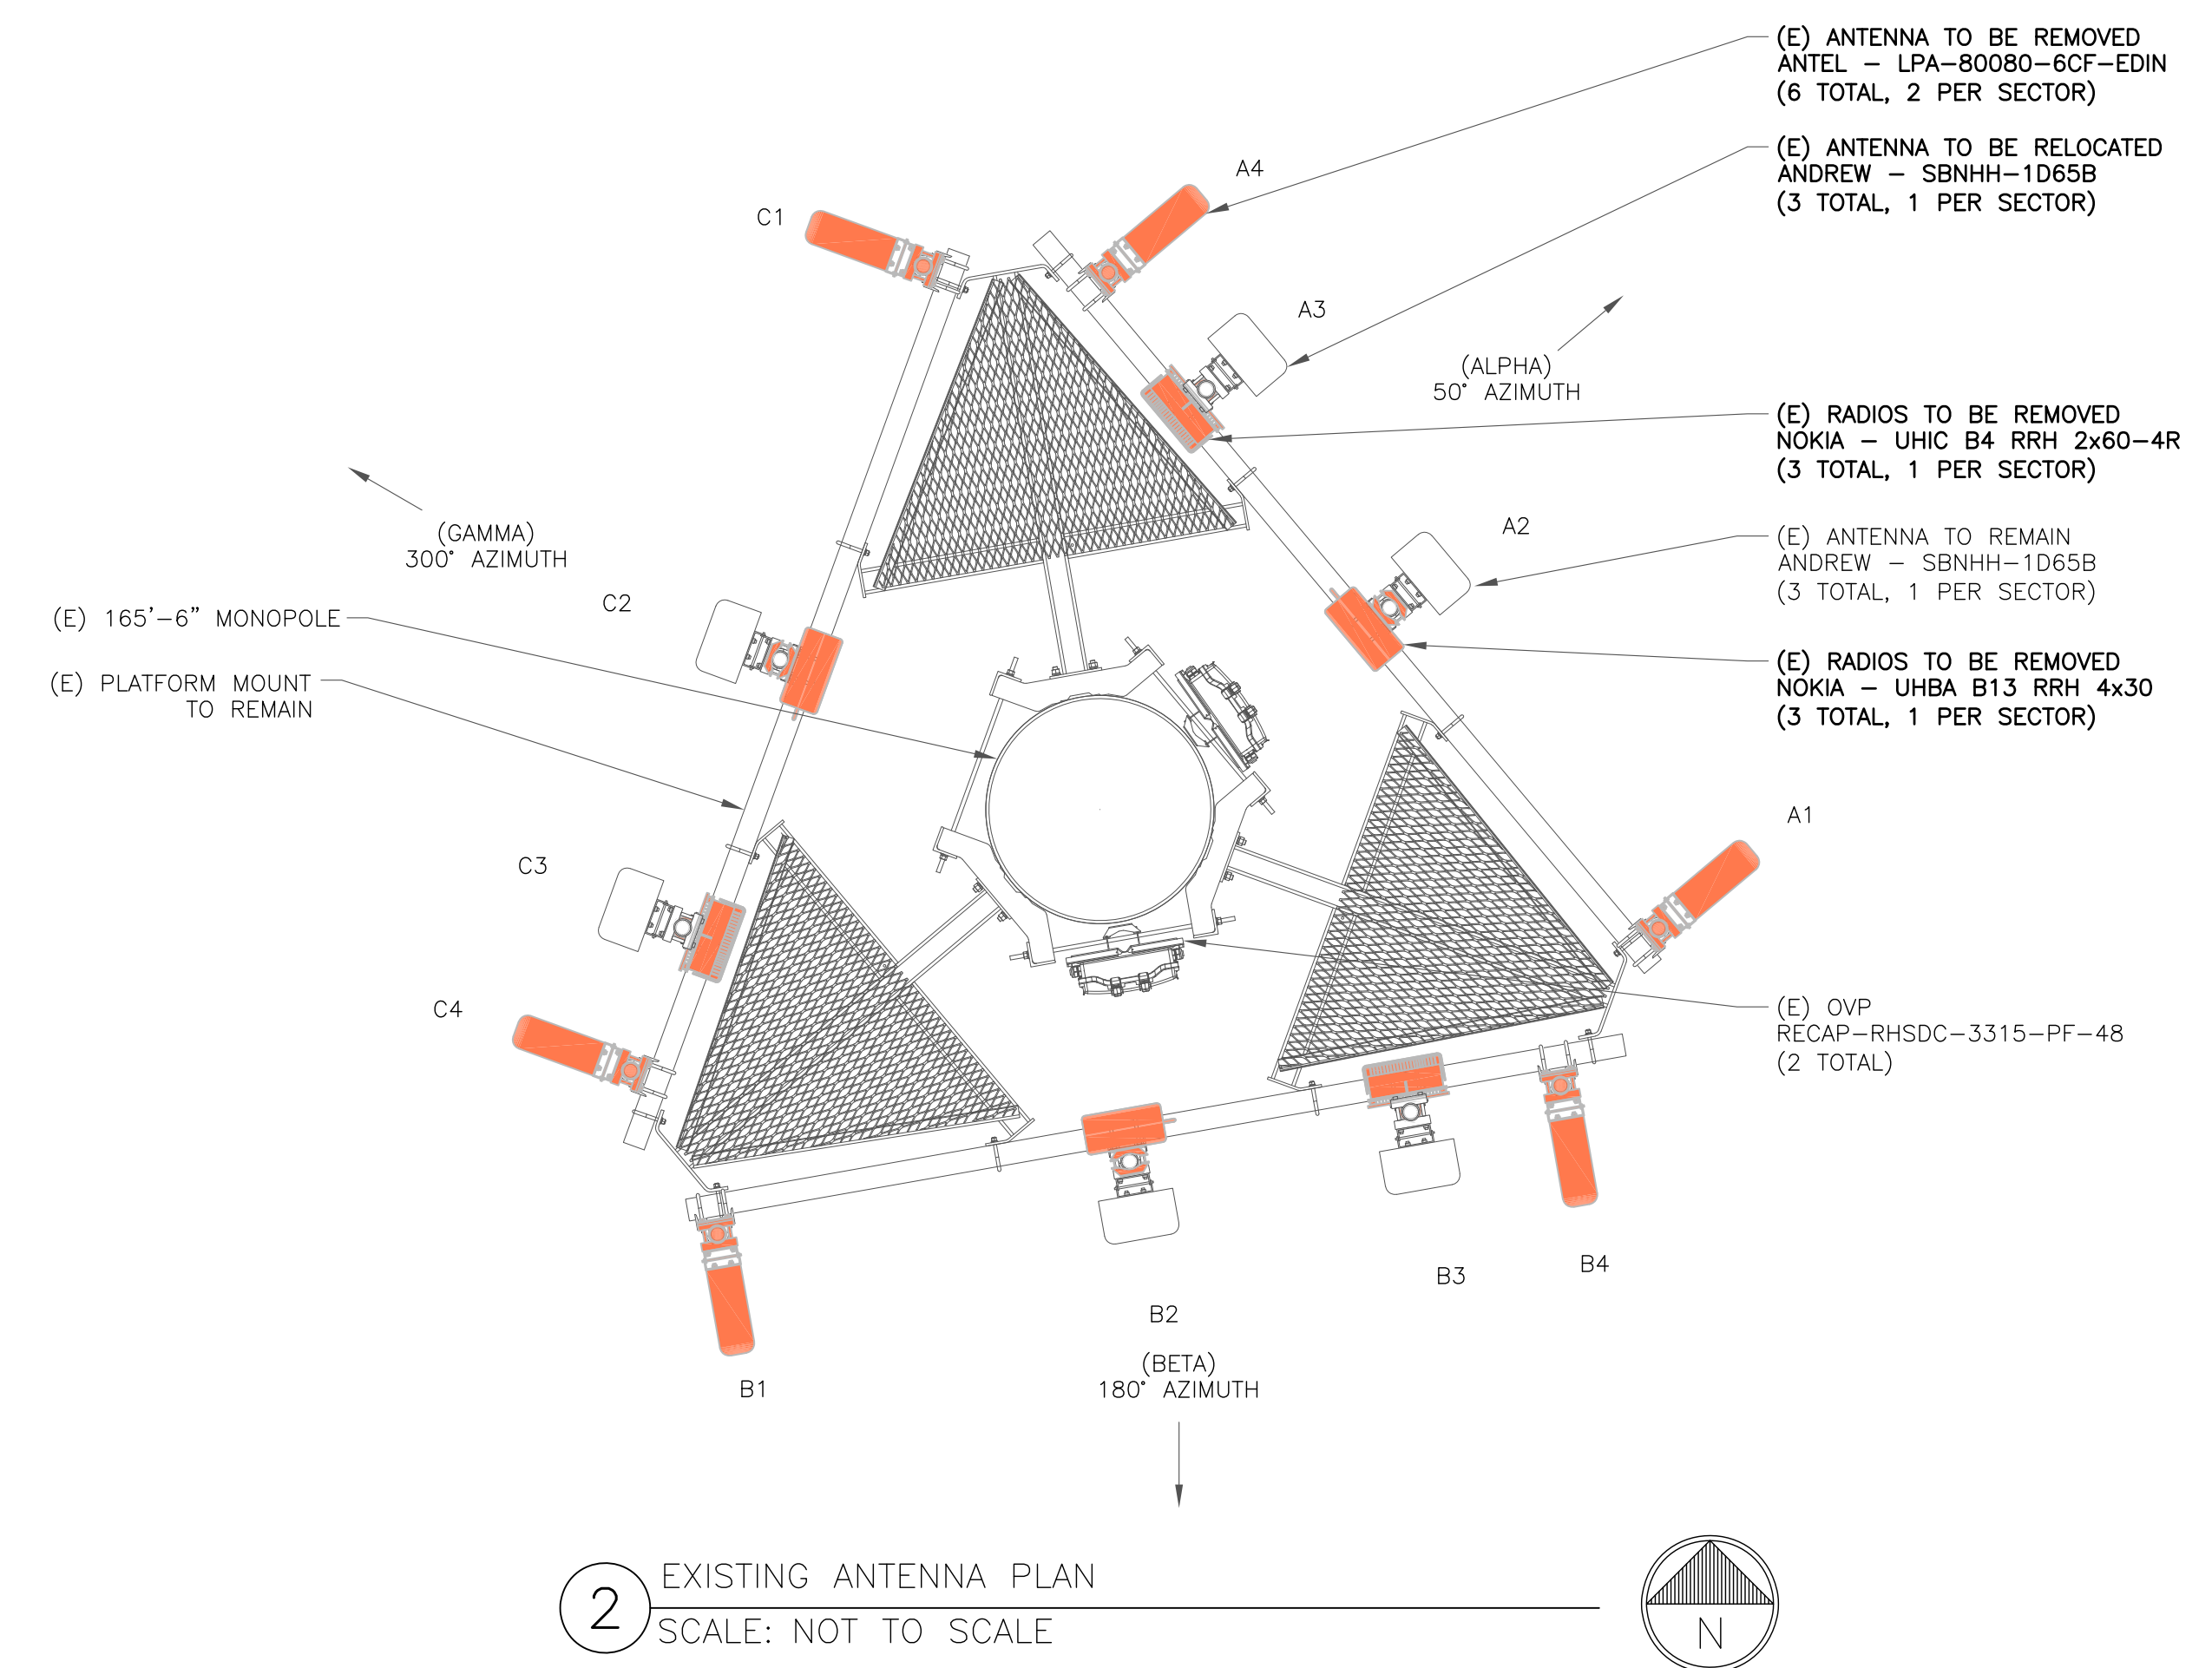 (E) ANTENNA TO BE REMOVED
ANTEL - LPA-80080-6CF-EDIN
(6 TOTAL, 2 PER SECTOR)
(E) ANTENNA TO BE RELOCATED
ANDREW - SBNHH-1D65B
(3 TOTAL, 1 PER SECTOR)
A4
C1
A3
(ALPHA)
50° AZIMUTH
(E) RADIOS TO BE REMOVED
NOKIA - UHIC B4 RRH 2x60-4R
(3 TOTAL, 1 PER SECTOR)
(GAMMA)
300° AZIMUTH
A2
(E) ANTENNA TO REMAIN
ANDREW - SBNHH-1D65B
(3 TOTAL, 1 PER SECTOR)
C2
(E) 165'-6" MONOPOLE
(E) PLATFORM MOUNT
TO REMAIN
(E) RADIOS TO BE REMOVED
NOKIA - UHBA B13 RRH 4x30
(3 TOTAL, 1 PER SECTOR)
A1
C3
C4
(E) OVP
RECAP-RHSDC-3315-PF-48
(2 TOTAL)
B4
B3
B2
B1
(BETA)
180° AZIMUTH
2
EXISTING ANTENNA PLAN
SCALE: NOT TO SCALE
N